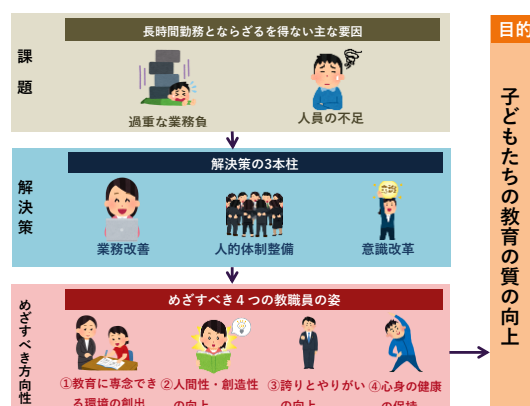 課題
長時間勤務とならざるを得ない主な要因
過重な業務負
人員の不足
解決策
解決策の3本柱
業務改善
人的体制整備
意識改革
めざすべき方向性
めざすべき４つの教職員の姿
①教育に専念でき
る環境の創出
②人間性・創造性
の向上
③誇りとやりがい
の向上
④心身の健康
の保持
目的
子どもたちの教育の質の向上